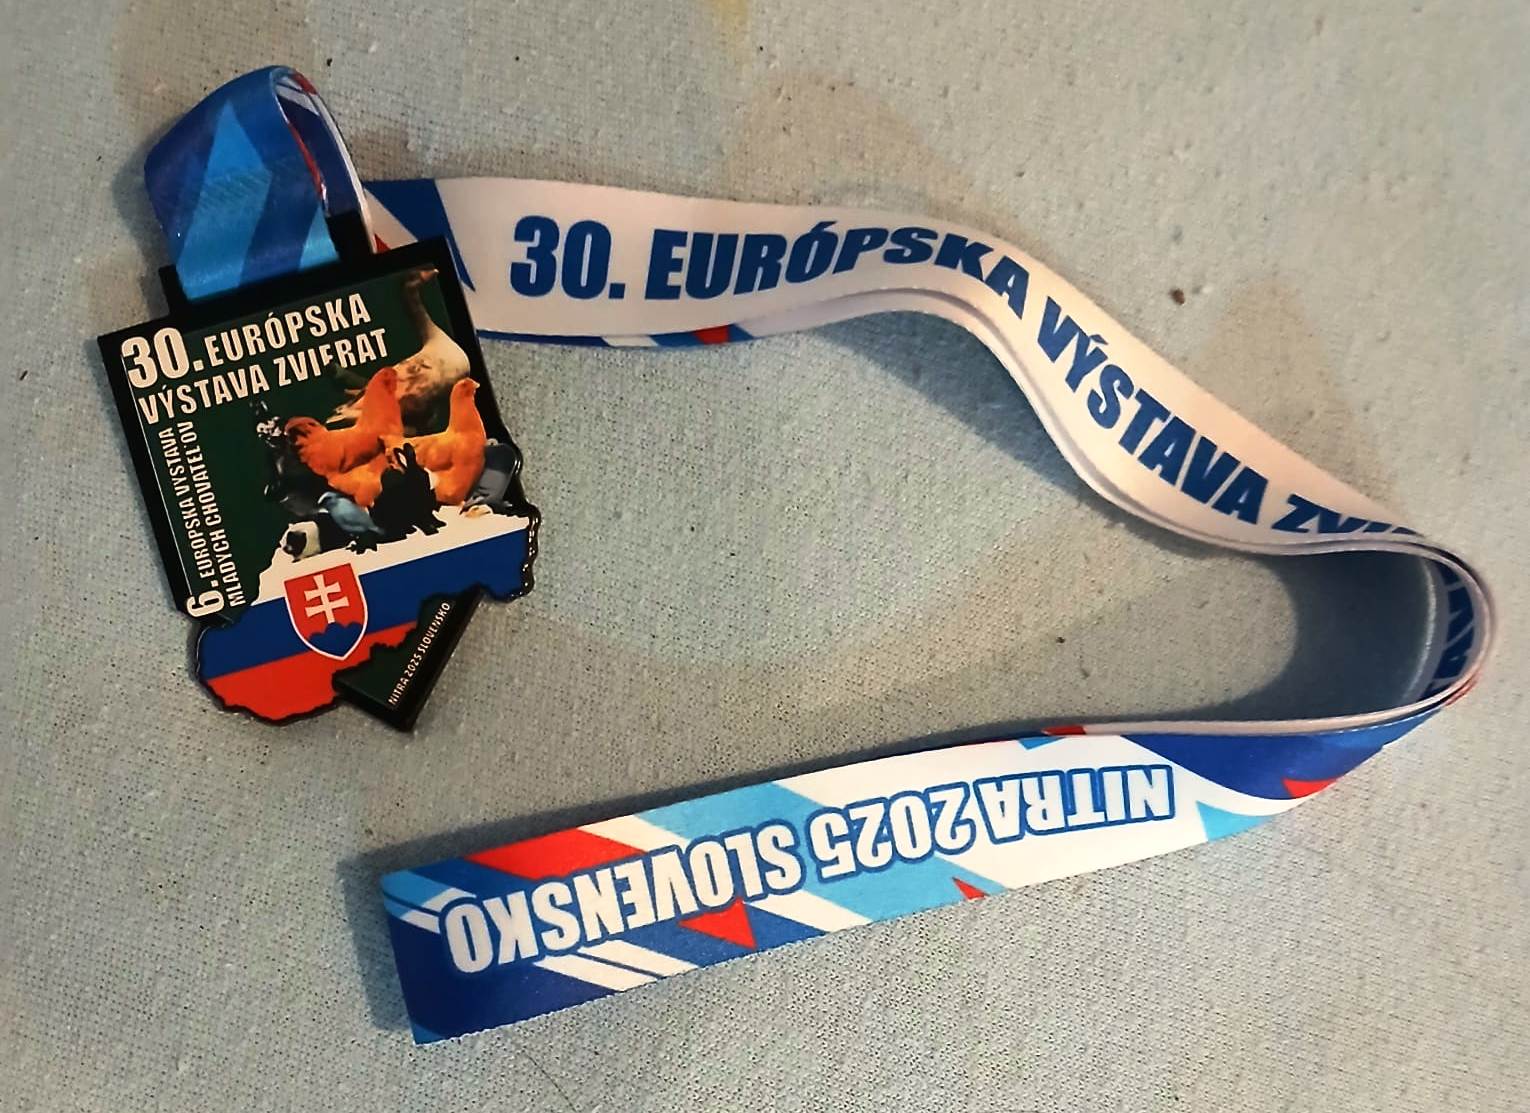 30. EURÓPSKA
VÝSTAVA ZVIERAT
6. EURÓPSKA VÝSTAVA
MLADÝCH CHOVATEĽOV
NITRA 2025 SLOVENSKO
30. EURÓPSKA VÝSTAVA
NITRA 2025 SLOVENSKO